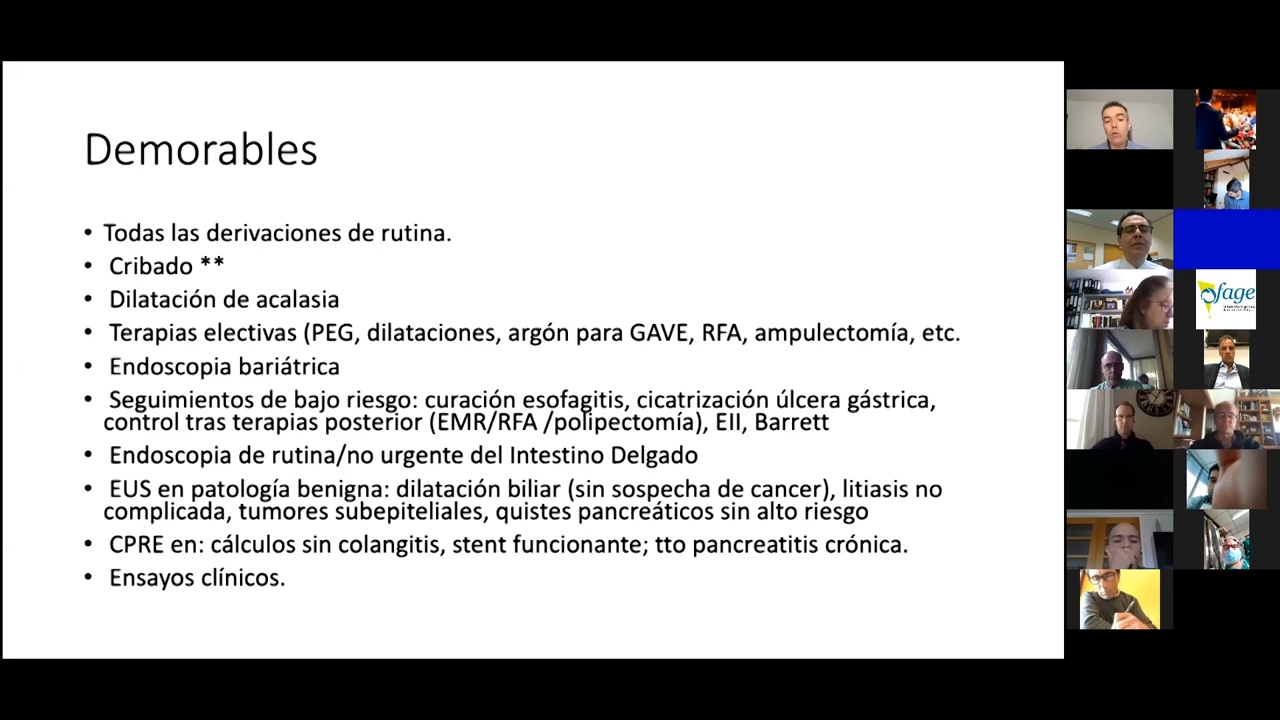 Demorables
• Todas las derivaciones de rutina.
• Cribado **
• Dilatación de acalasia
• Terapias electivas (PEG, dilataciones, argón para GAVE, RFA, ampulectomía, etc.
• Endoscopia bariátrica
• Seguimientos de bajo riesgo: curación esofagitis, cicatrización úlcera gástrica,
control tras terapias posterior (EMR/RFA /polipectomía), EII, Barrett
• Endoscopia de rutina/no urgente del Intestino Delgado
• EUS en patología benigna: dilatación biliar (sin sospecha de cancer), litiasis no
complicada, tumores subepiteliales, quistes pancreáticos sin alto riesgo
• CPRE en: cálculos sin colangitis, stent funcionante; tto pancreatitis crónica.
• Ensayos clínicos.
fage